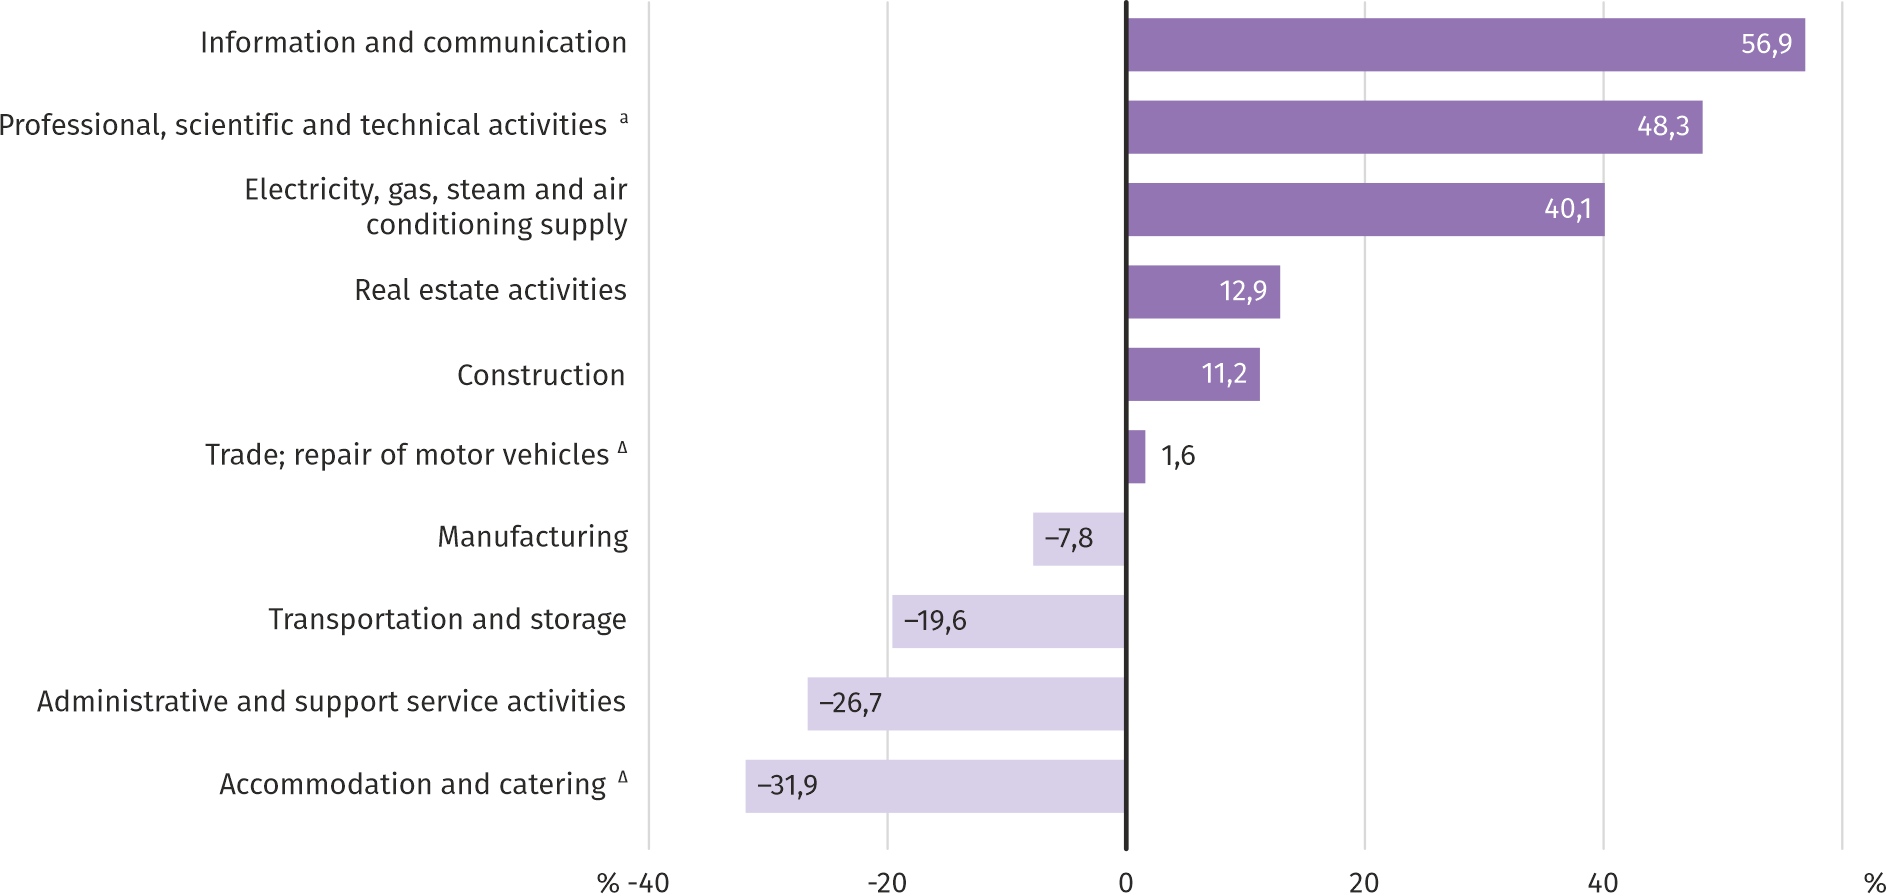 Information and communication 56,9
Professional, scientific and technical activities ᵃ 48,3
Electricity, gas, steam and air
conditioning supply 40,1
Real estate activities 12,9
Construction 11,2
Trade; repair of motor vehicles ᐞ 1,6
Manufacturing –7,8
Transportation and storage –19,6
Administrative and support service activities –26,7
Accommodation and catering ᐞ –31,9
% -40 -20 0 20 40 %